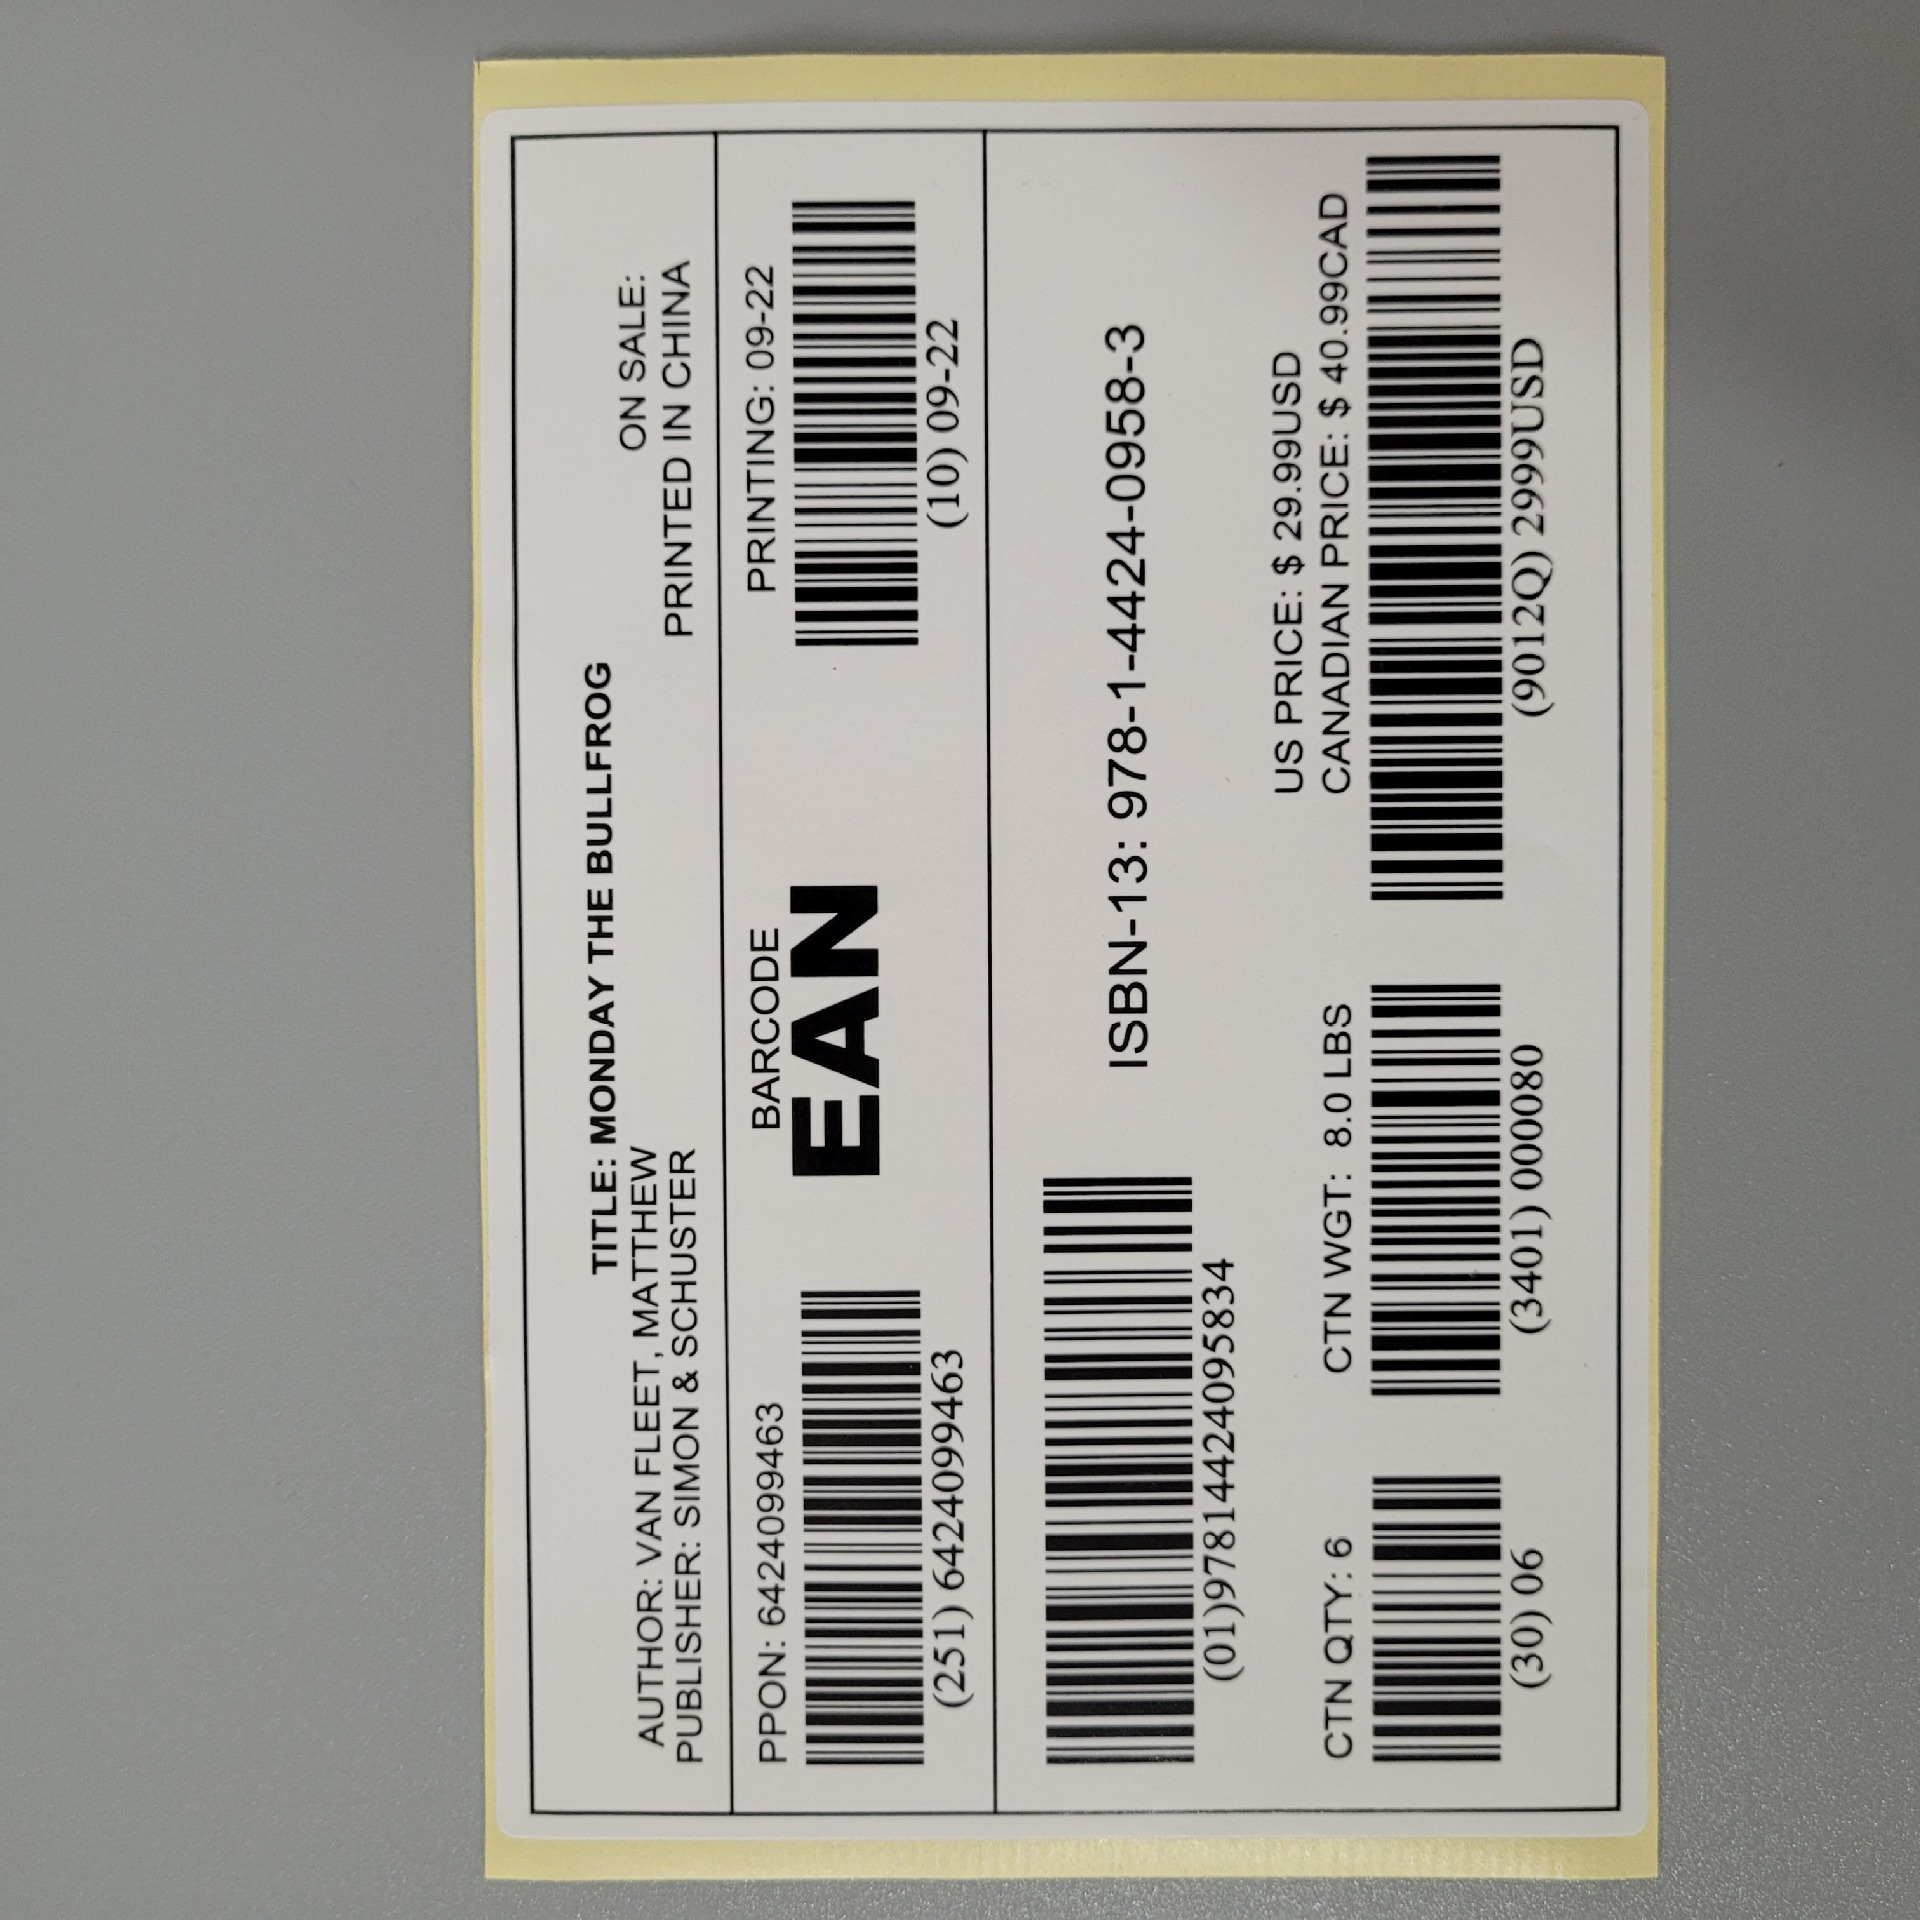 TITLE: MONDAY THE BULLFROG
AUTHOR: VAN FLEET, MATTHEW
ON SALE:
PUBLISHER: SIMON & SCHUSTER
PRINTED IN CHINA
PPON: 6424099463
BARCODE
PRINTING: 09-22
EAN
(251) 6424099463
(10) 09-22
ISBN-13: 978-1-4424-0958-3
(01)97814424095834
US PRICE: $ 29.99USD
CTN QTY: 6
CTN WGT: 8.0 LBS
CANADIAN PRICE: $ 40.99CAD
(30) 06
(3401) 000080
(9012Q) 2999USD